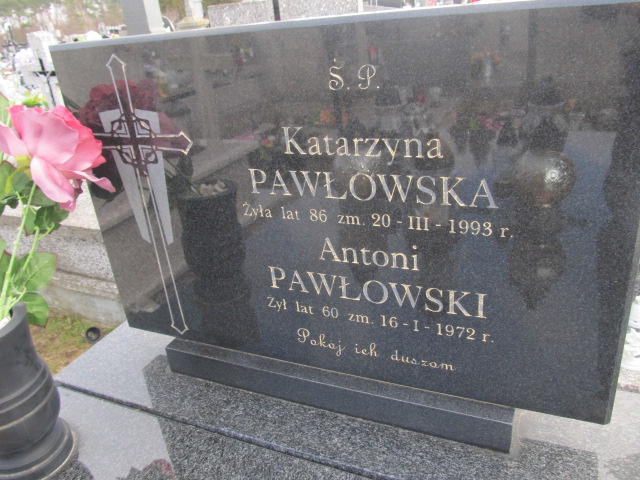 Ś. P.
Katarzyna
PAWŁOWSKA
Żyła lat 86 zm. 20-III-1993 r.
Antoni
PAWŁOWSKI
Żył lat 60 zm. 16-I-1972 r.
Pokój ich duszom